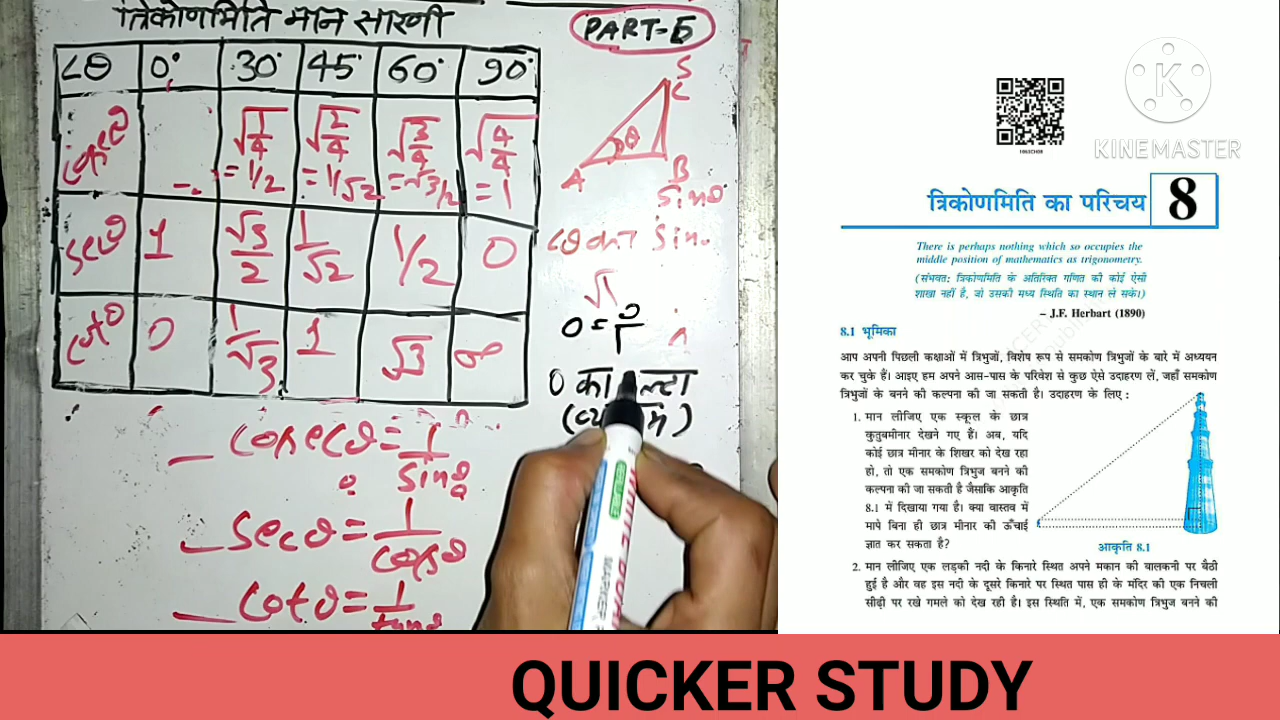 त्रिकोणमिति मान सारणी
PART-5
∠θ 0° 30° 45° 60° 90°
cosecθ √1/4 = 1/2 √2/4 = 1/√2 √3/4 = √3/2 √4/4 = 1
secθ 1 √3/2 1/√2 1/2 0
cotθ 0 1/√3 1 √3 ∞
C
θ
A B
sinθ
0 = 0/1
0 का
cosecθ = 1/sinθ
secθ = 1/cosθ
cotθ = 1/tanθ
K
KINEMASTER
1062CH08
त्रिकोणमिति का परिचय 8
There is perhaps nothing which so occupies the
middle position of mathematics as trigonometry.
(संभवत: त्रिकोणमिति के अतिरिक्त गणित की कोई ऐसी
शाखा नहीं है, जो उसकी मध्य स्थिति का स्थान ले सके।)
– J.F. Herbart (1890)
8.1 भूमिका
आप अपनी पिछली कक्षाओं में त्रिभुजों, विशेष रूप से समकोण त्रिभुजों के बारे में अध्ययन
कर चुके हैं। आइए हम अपने आस-पास के परिवेश से कुछ ऐसे उदाहरण लें, जहाँ समकोण
त्रिभुजों के बनने की कल्पना की जा सकती है। उदाहरण के लिए :
1. मान लीजिए एक स्कूल के छात्र
कुतुबमीनार देखने गए हैं। अब, यदि
कोई छात्र मीनार के शिखर को देख रहा
हो, तो एक समकोण त्रिभुज बनने की
कल्पना की जा सकती है जैसाकि आकृति
8.1 में दिखाया गया है। क्या वास्तव में
मापे बिना ही छात्र मीनार की ऊँचाई
ज्ञात कर सकता है?
आकृति 8.1
2. मान लीजिए एक लड़की नदी के किनारे स्थित अपने मकान की बालकनी पर बैठी
हुई है और वह इस नदी के दूसरे किनारे पर स्थित पास ही के मंदिर की एक निचली
सीढ़ी पर रखे गमले को देख रही है। इस स्थिति में, एक समकोण त्रिभुज बनने की
QUICKER STUDY